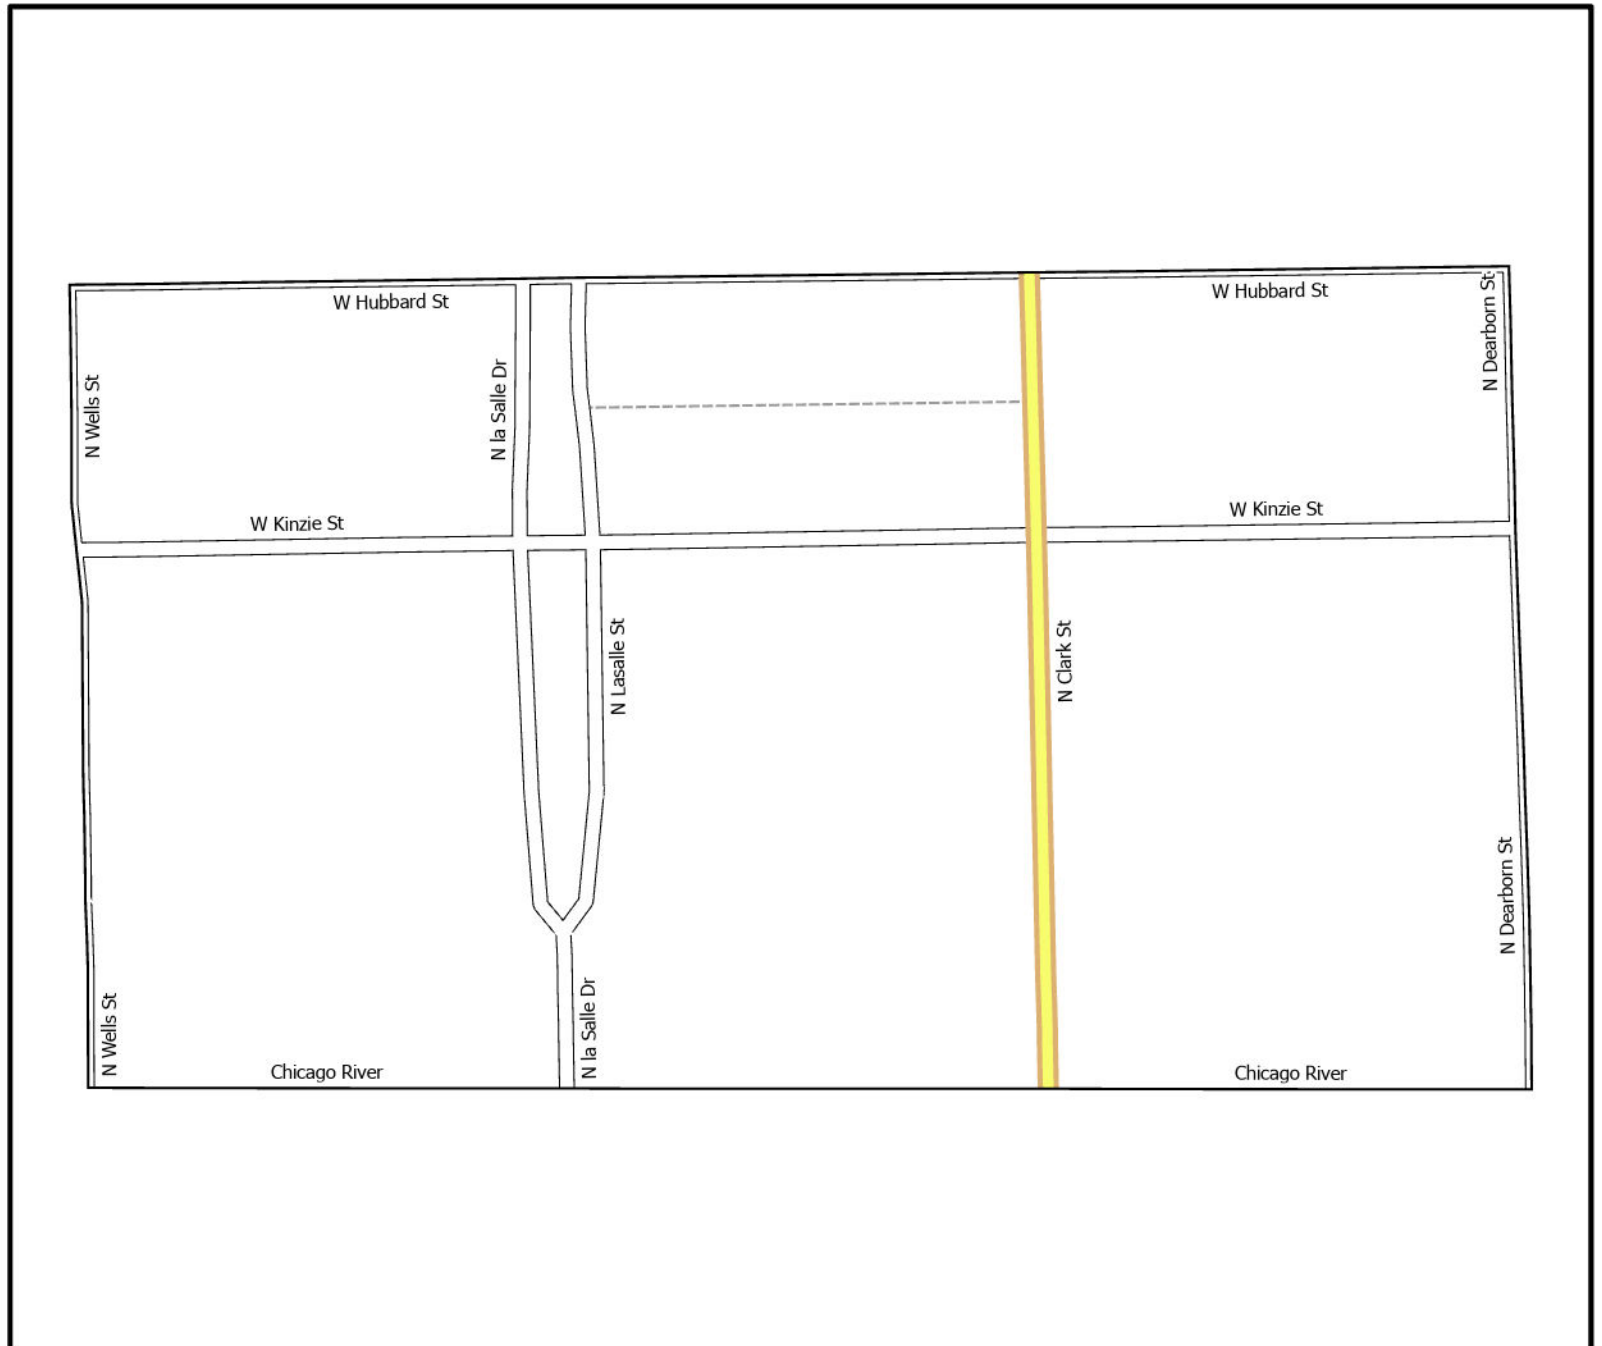 W Hubbard St
W Hubbard St
N Dearborn St
N Wells St
N la Salle Dr
W Kinzie St
W Kinzie St
N Lasalle St
N Clark St
N Dearborn St
N Wells St
N la Salle Dr
Chicago River
Chicago River